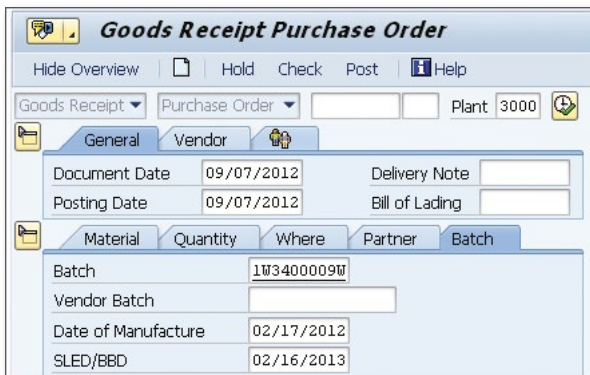 Goods Receipt Purchase Order
Hide Overview Hold Check Post Help
Goods Receipt Purchase Order Plant 3000
General Vendor
Document Date 09/07/2012 Delivery Note
Posting Date 09/07/2012 Bill of Lading
Material Quantity Where Partner Batch
Batch 1W3400009W
Vendor Batch
Date of Manufacture 02/17/2012
SLED/BBD 02/16/2013